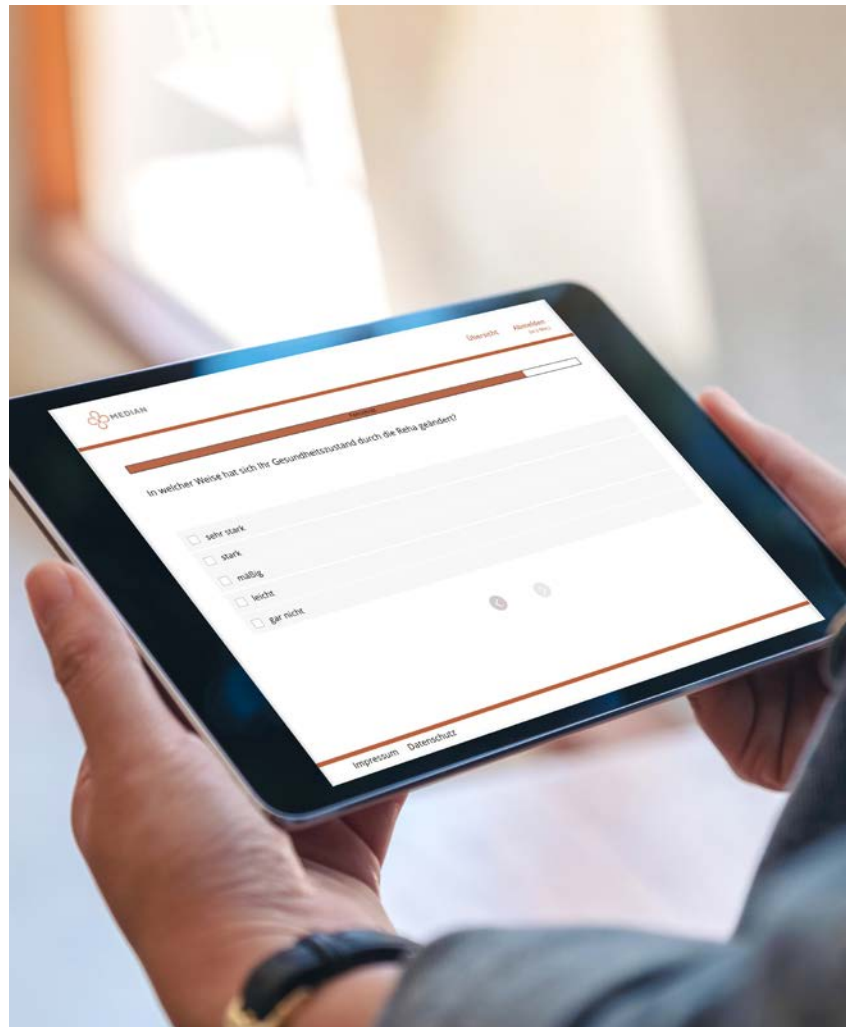 Übersicht Abmelden
MEDIAN
In welcher Weise hat sich Ihr Gesundheitszustand durch die Reha geändert?
sehr stark
stark
mäßig
leicht
gar nicht
Impressum Datenschutz